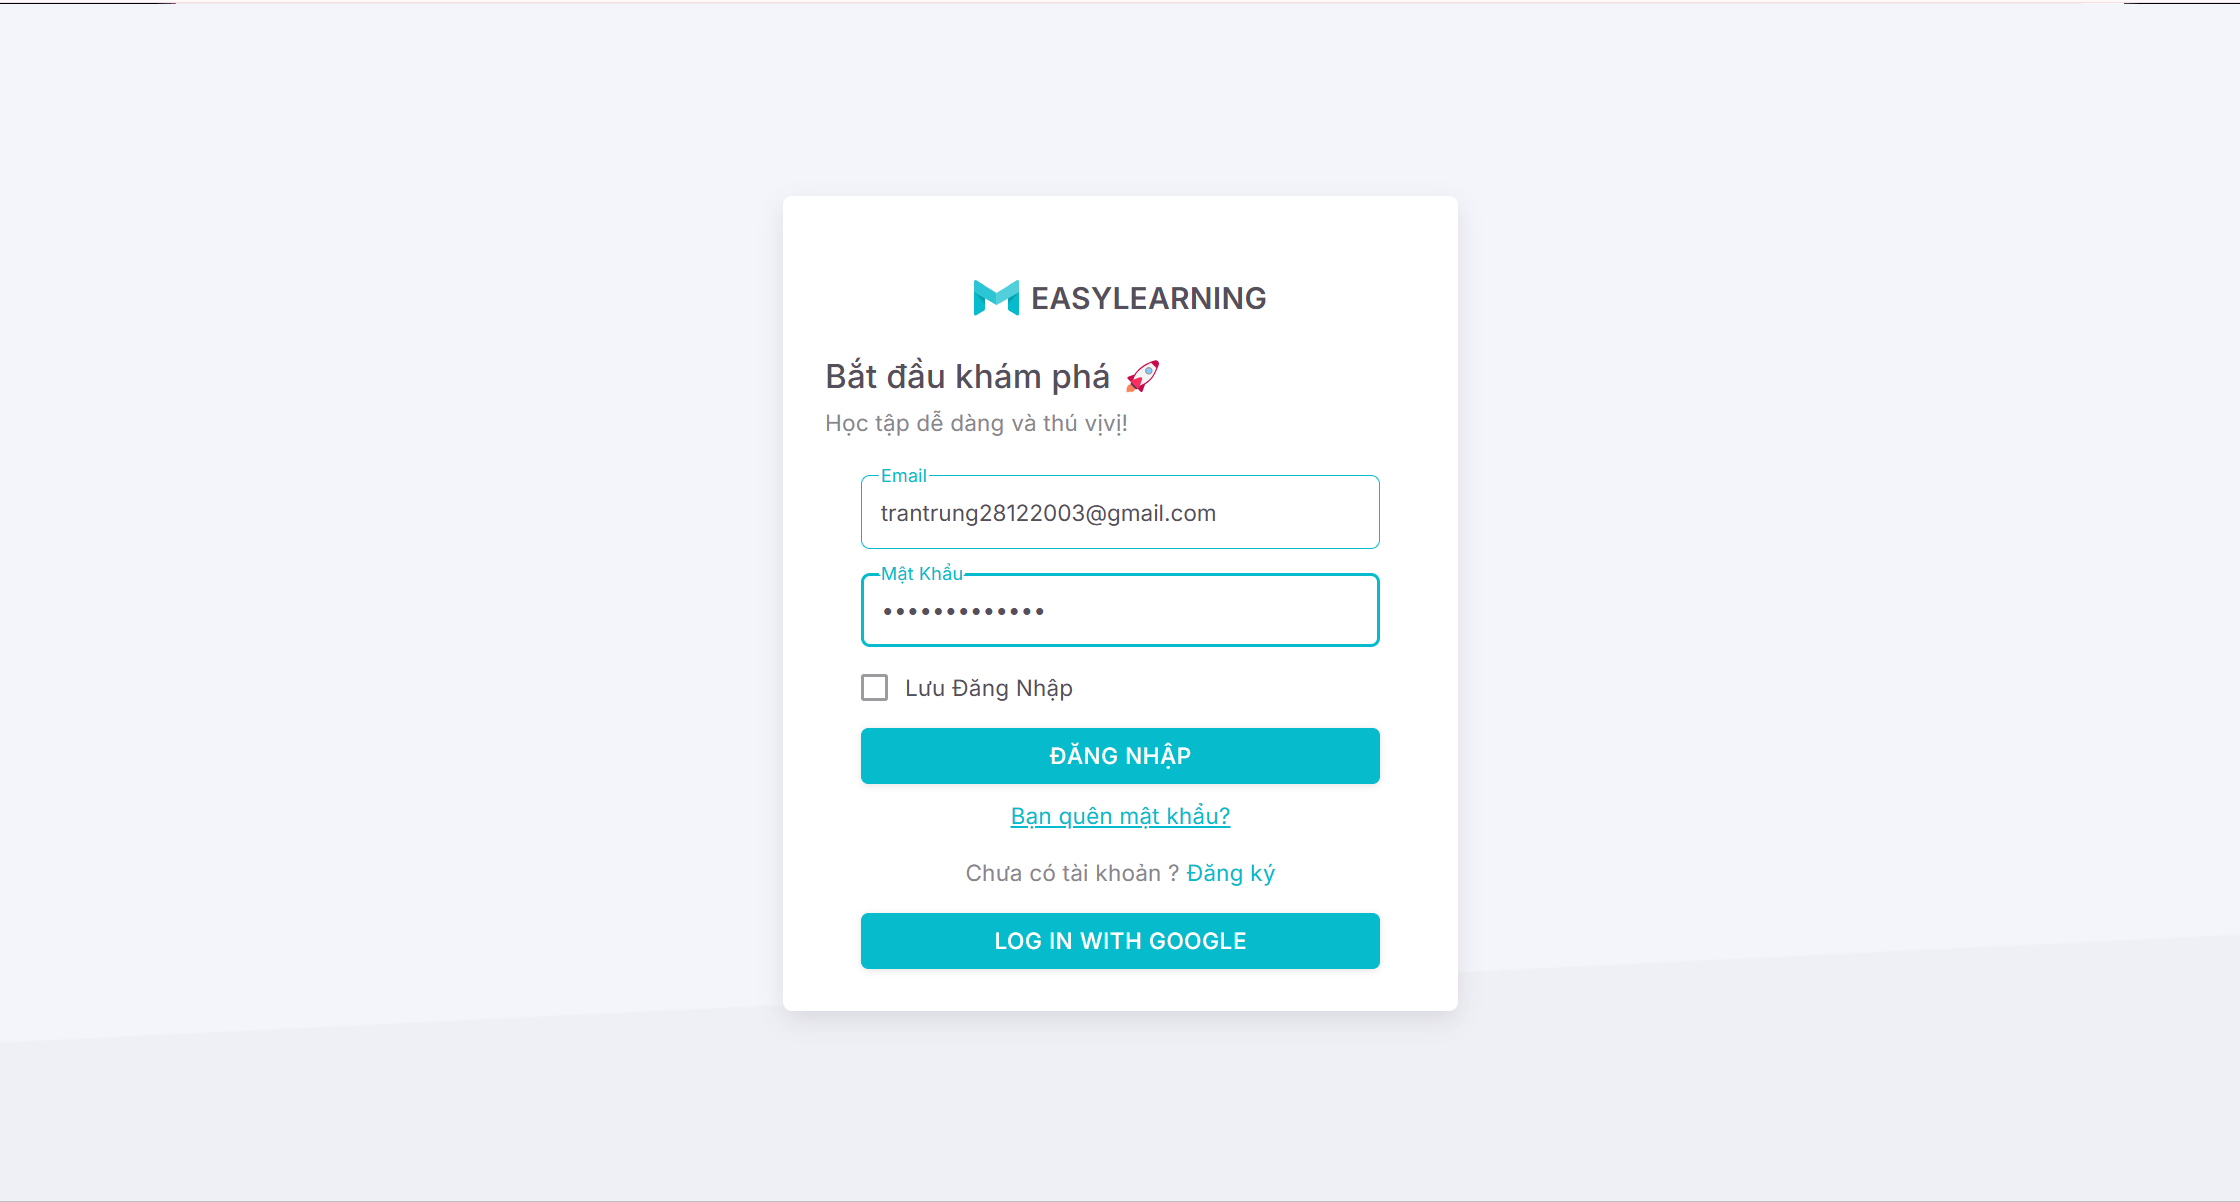 EASYLEARNING
Bắt đầu khám phá 🚀
Học tập dễ dàng và thú vịvị!
Email
trantrung28122003@gmail.com
Mật Khẩu
•••••••••••••
Lưu Đăng Nhập
ĐĂNG NHẬP
Bạn quên mật khẩu?
Chưa có tài khoản ? Đăng ký
LOG IN WITH GOOGLE